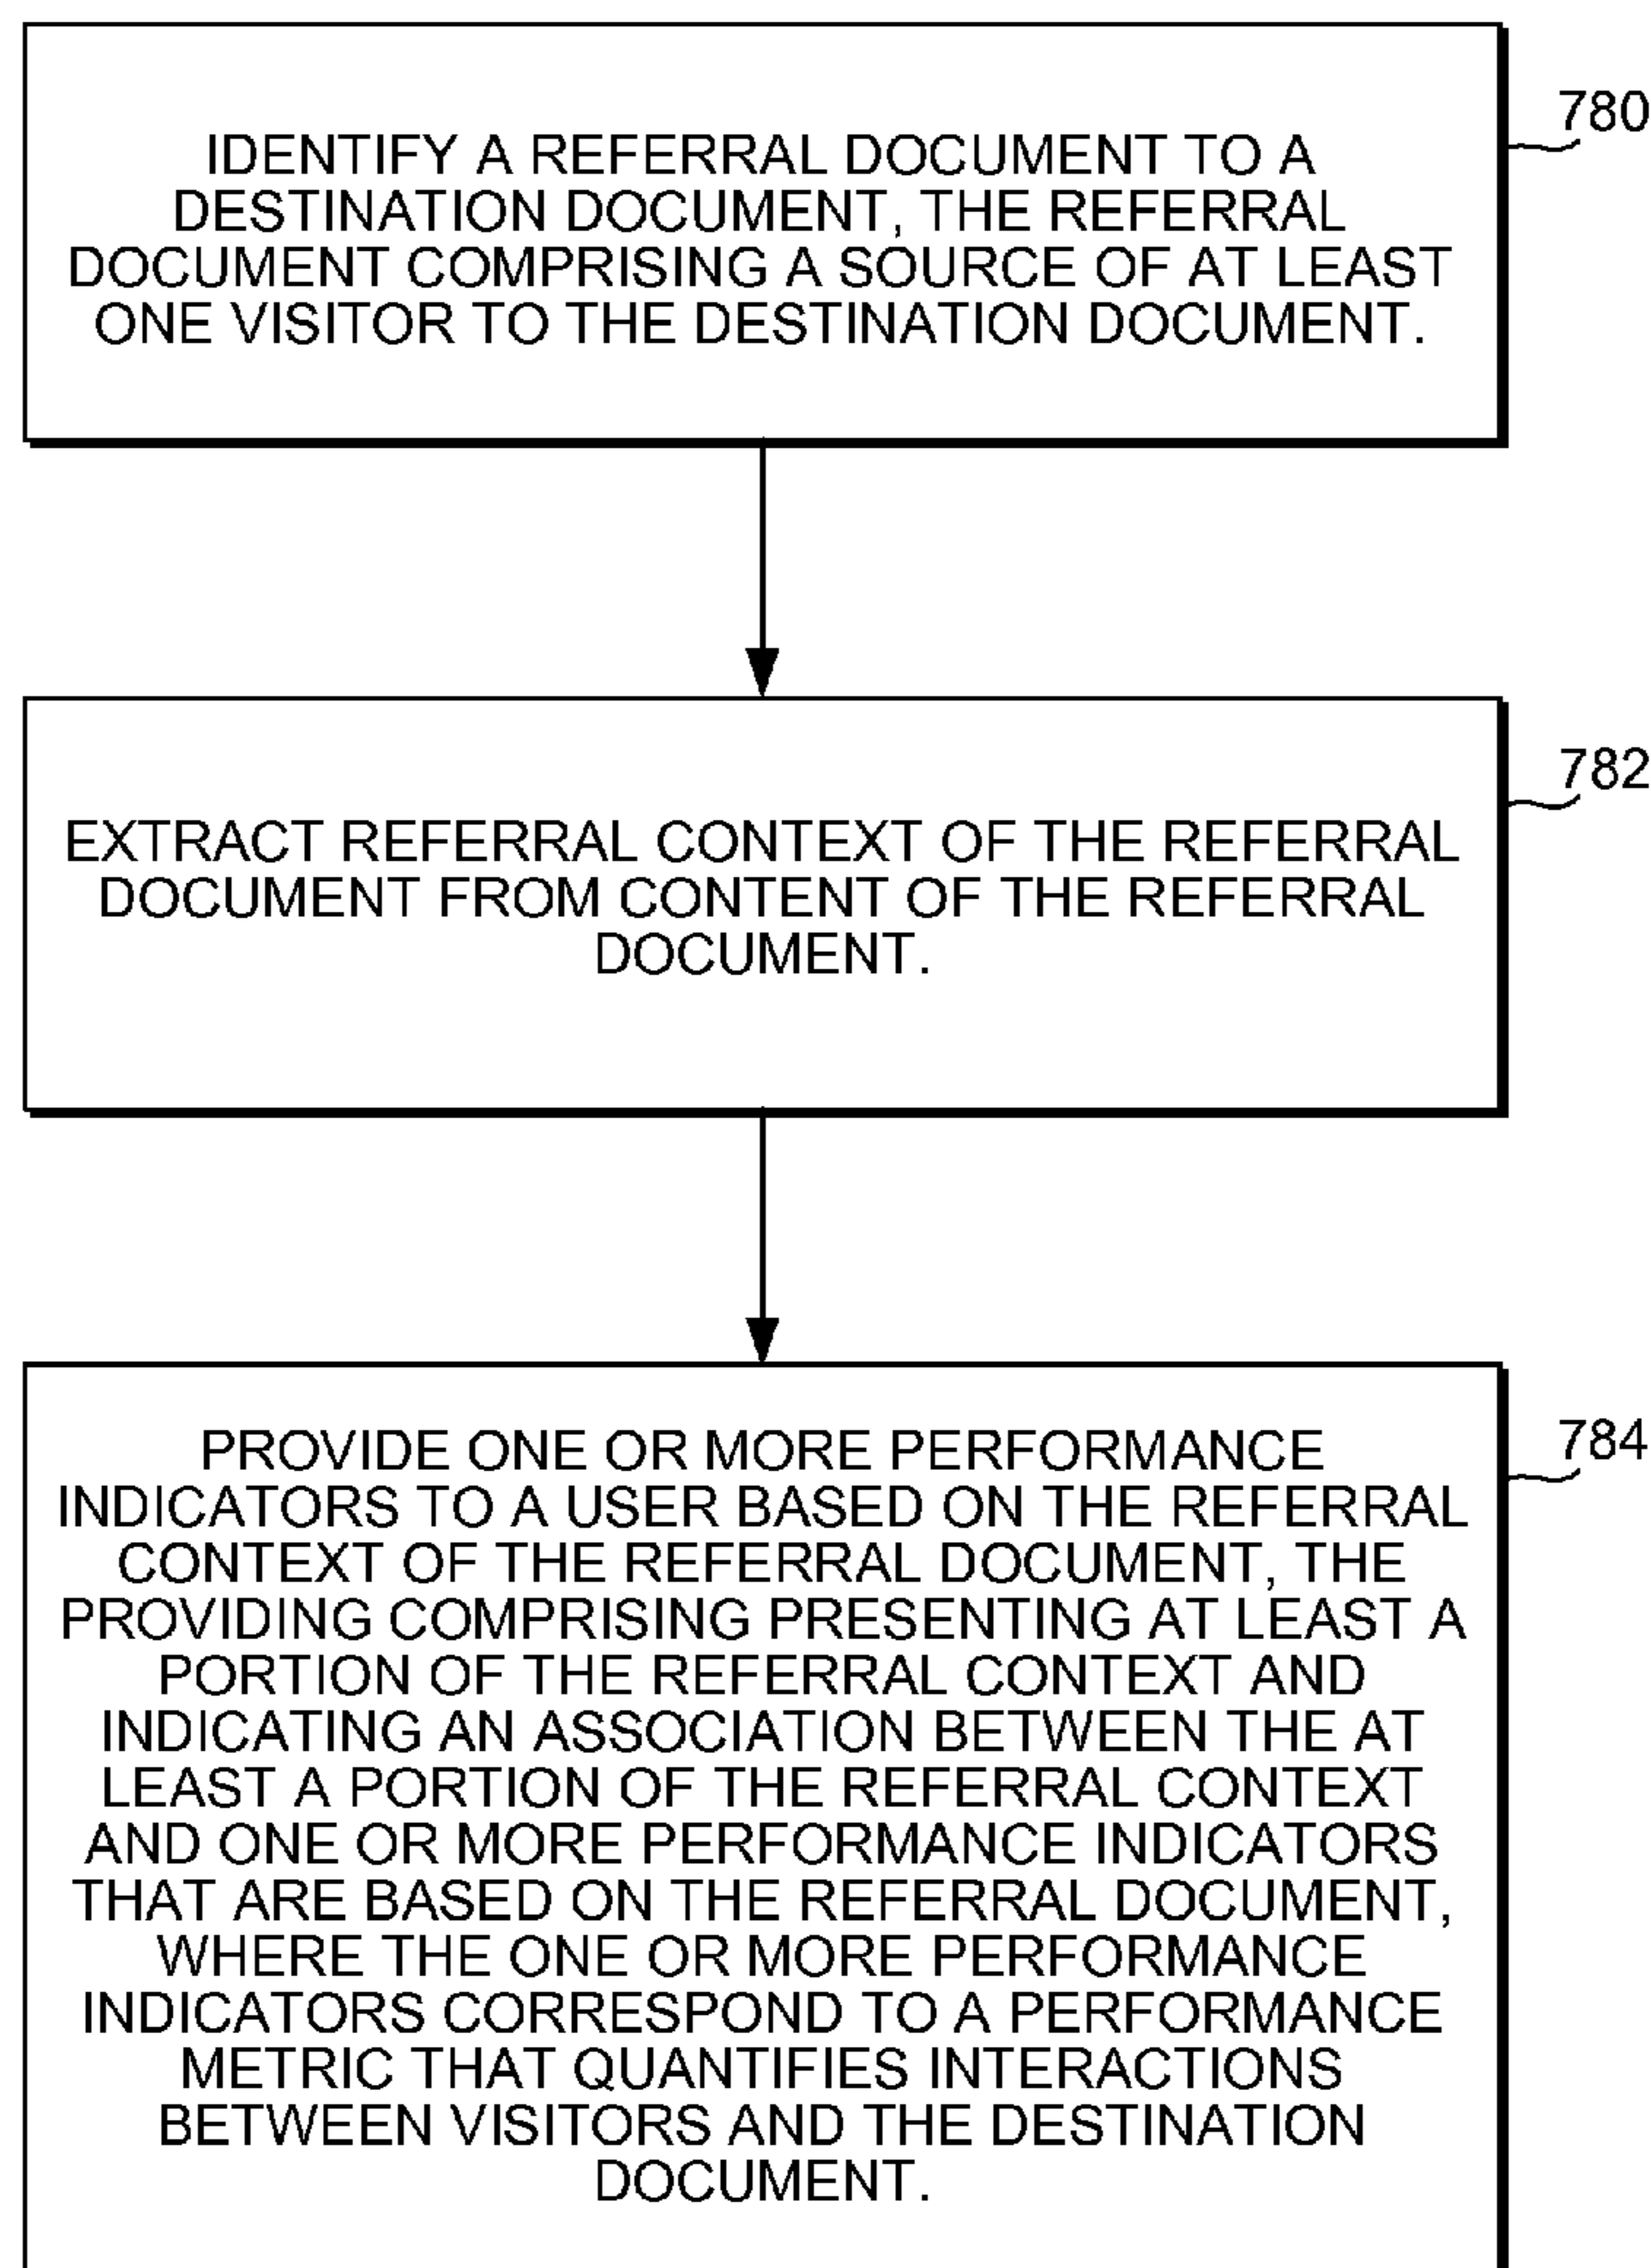 780
IDENTIFY A REFERRAL DOCUMENT TO A
DESTINATION DOCUMENT, THE REFERRAL
DOCUMENT COMPRISING A SOURCE OF AT LEAST
ONE VISITOR TO THE DESTINATION DOCUMENT.
782
EXTRACT REFERRAL CONTEXT OF THE REFERRAL
DOCUMENT FROM CONTENT OF THE REFERRAL
DOCUMENT.
784
PROVIDE ONE OR MORE PERFORMANCE
INDICATORS TO A USER BASED ON THE REFERRAL
CONTEXT OF THE REFERRAL DOCUMENT, THE
PROVIDING COMPRISING PRESENTING AT LEAST A
PORTION OF THE REFERRAL CONTEXT AND
INDICATING AN ASSOCIATION BETWEEN THE AT
LEAST A PORTION OF THE REFERRAL CONTEXT
AND ONE OR MORE PERFORMANCE INDICATORS
THAT ARE BASED ON THE REFERRAL DOCUMENT,
WHERE THE ONE OR MORE PERFORMANCE
INDICATORS CORRESPOND TO A PERFORMANCE
METRIC THAT QUANTIFIES INTERACTIONS
BETWEEN VISITORS AND THE DESTINATION
DOCUMENT.